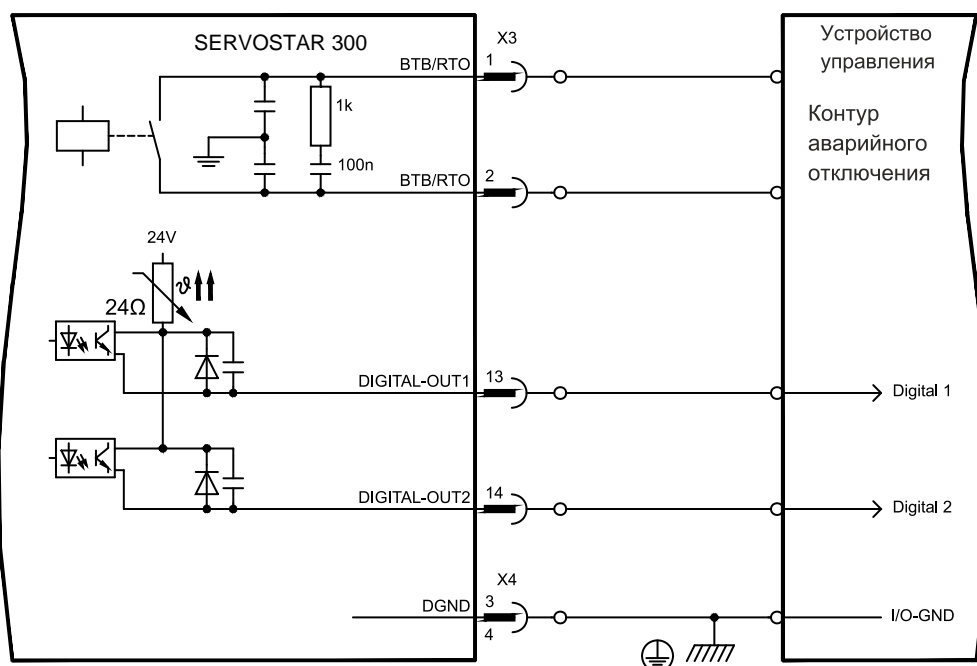 SERVOSTAR 300
X3
Устройство
управления
BTB/RTO 1
1k
Контур
аварийного
отключения
100n
BTB/RTO 2
24V
ϑ
24Ω
DIGITAL-OUT1 13
Digital 1
DIGITAL-OUT2 14
Digital 2
X4
DGND 3
4
I/O-GND